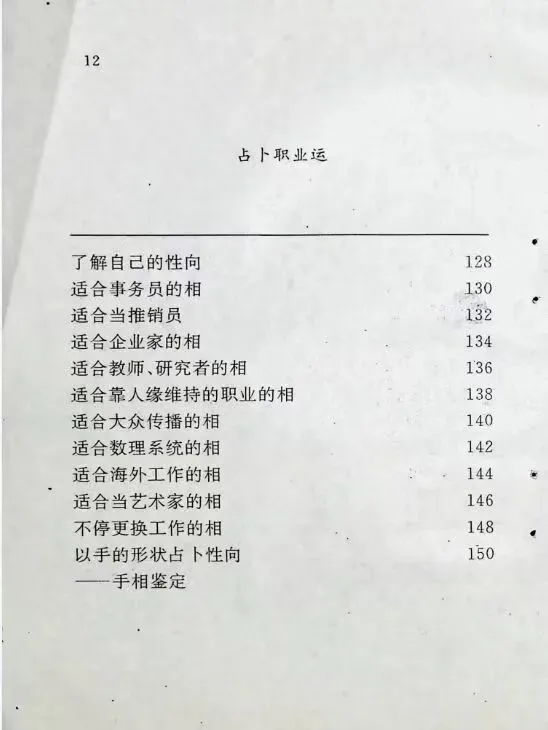 12
占卜职业运
了解自己的性向 128
适合事务员的相 130
适合当推销员 132
适合企业家的相 134
适合教师、研究者的相 136
适合靠人缘维持的职业的相 138
适合大众传播的相 140
适合数理系统的相 142
适合海外工作的相 144
适合当艺术家的相 146
不停更换工作的相 148
以手的形状占卜性向 150
——手相鉴定